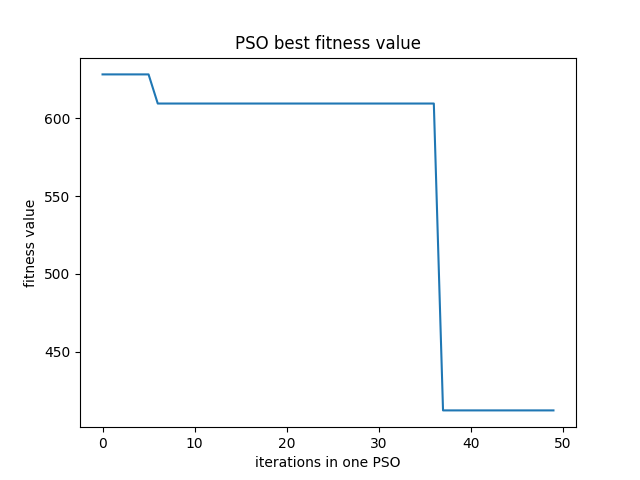 PSO best fitness value
fitness value
600
550
500
450
0 10 20 30 40 50
iterations in one PSO